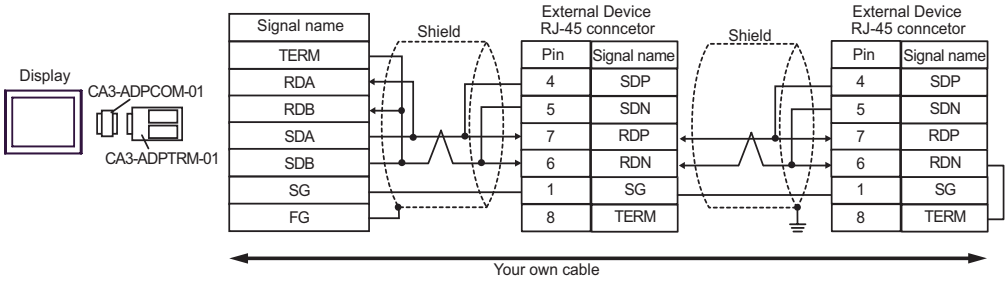 Display
CA3-ADPCOM-01
CA3-ADPTRM-01
Signal name
TERM
RDA
RDB
SDA
SDB
SG
FG
Shield
External Device
RJ-45 conncetor
Pin Signal name
4 SDP
5 SDN
7 RDP
6 RDN
1 SG
8 TERM
Shield
External Device
RJ-45 conncetor
Pin Signal name
4 SDP
5 SDN
7 RDP
6 RDN
1 SG
8 TERM
Your own cable